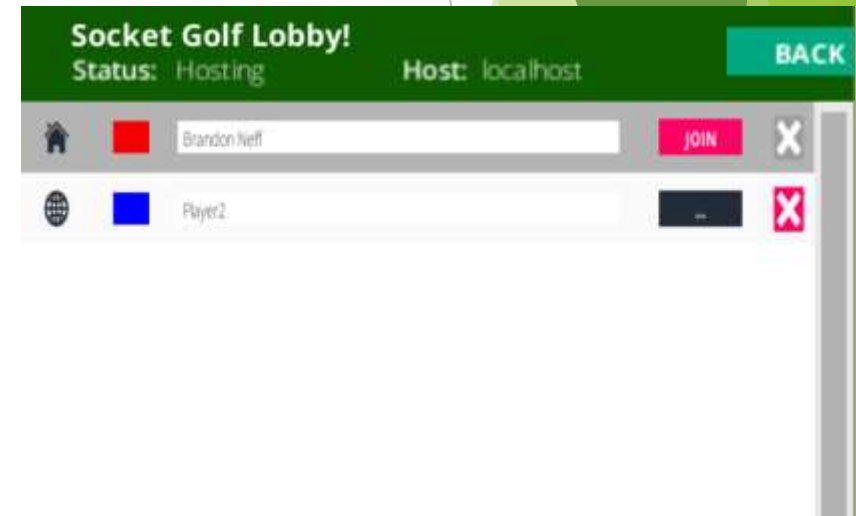 Socket Golf Lobby!
Status: Hosting Host: localhost BACK
Brandon Neff JOIN X
Player2 ... X